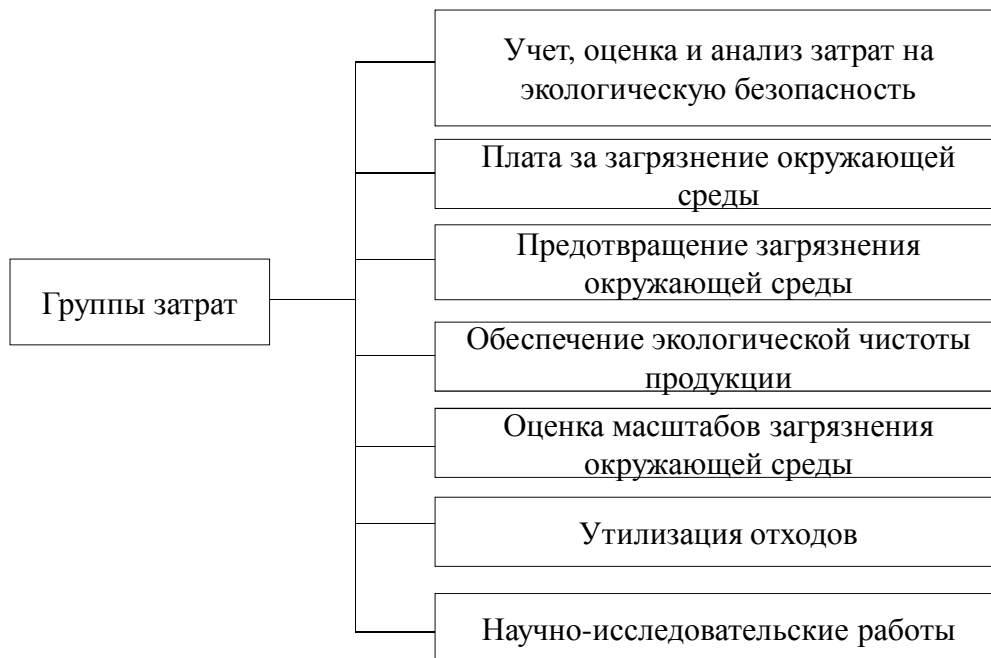 Учет, оценка и анализ затрат на
экологическую безопасность
Плата за загрязнение окружающей
среды
Предотвращение загрязнения
окружающей среды
Группы затрат
Обеспечение экологической чистоты
продукции
Оценка масштабов загрязнения
окружающей среды
Утилизация отходов
Научно-исследовательские работы